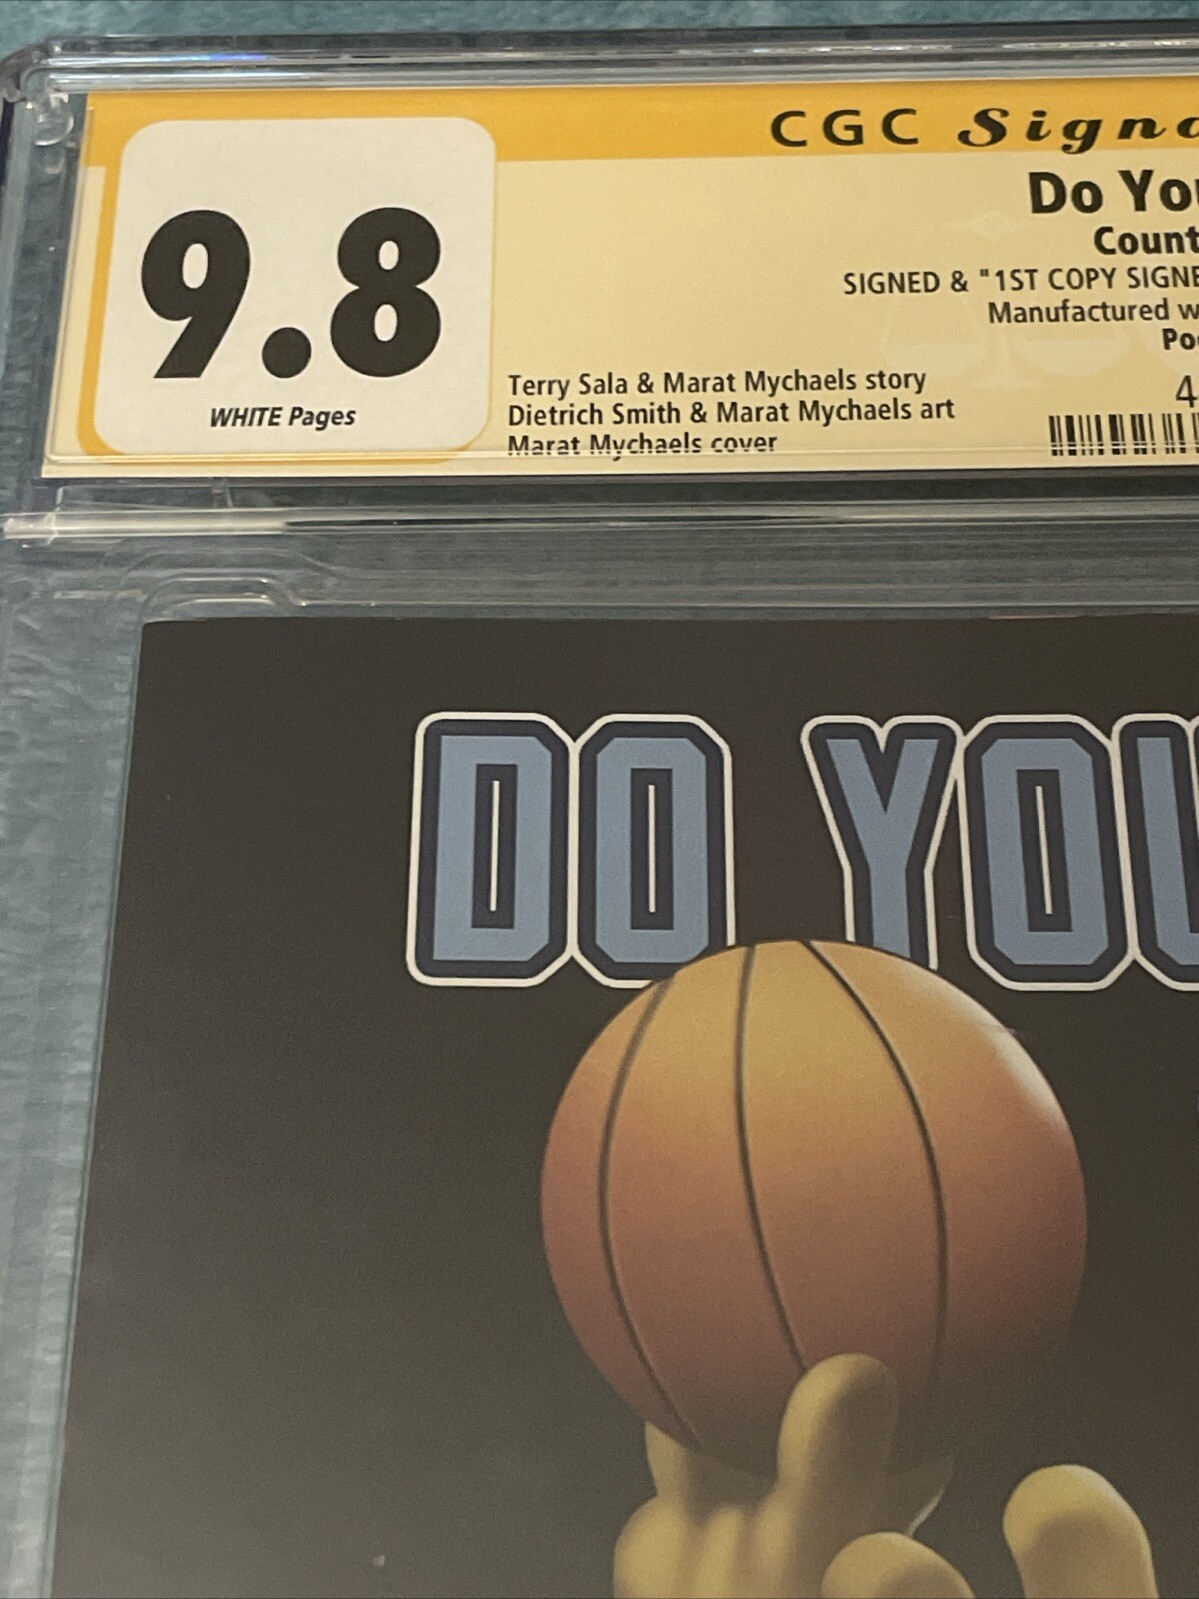 CGC Signa
9.8
WHITE Pages
Do You
Count
SIGNED & "1ST COPY SIGNE
Manufactured w
Po
Terry Sala & Marat Mychaels story
Dietrich Smith & Marat Mychaels art
Marat Mychaels cover
4
DO YOU